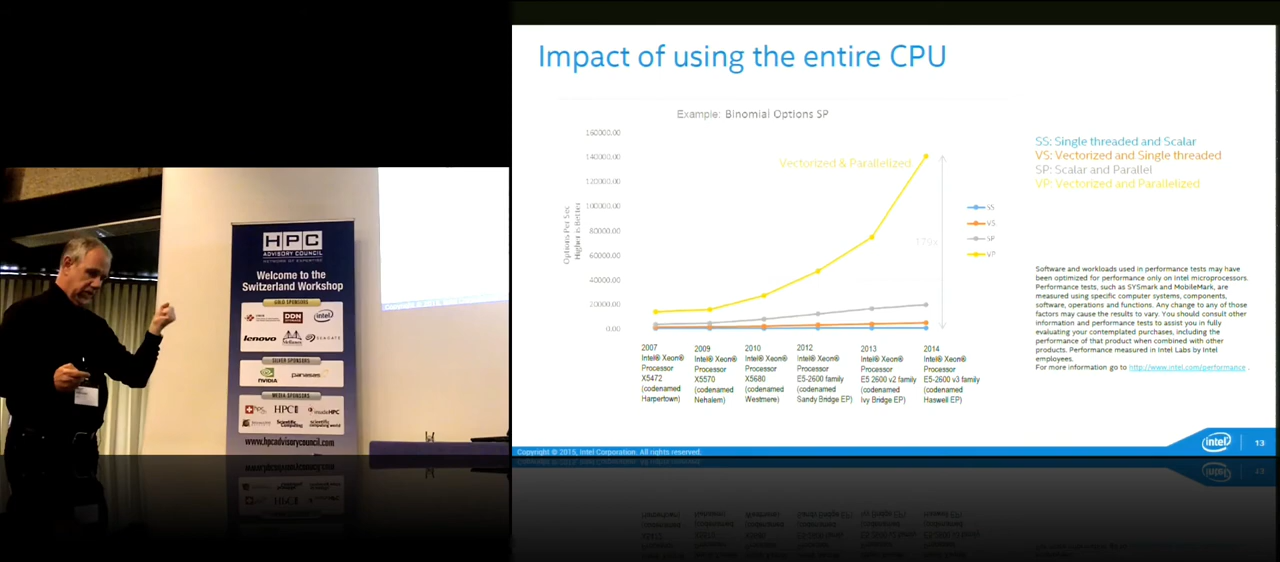 HPC
ADVISORY COUNCIL
NETWORK OF EXPERTISE
Welcome to the
Switzerland Workshop
GOLD SPONSORS
DDN
intel
lenovo
Mellanox
SEAGATE
SILVER SPONSORS
NVIDIA
panasas
MEDIA SPONSORS
HPC
insideHPC
Scientific Computing
scientific computing world
www.hpcadvisorycouncil.com
Impact of using the entire CPU
Example: Binomial Options SP
Options Per Sec
Higher is Better
160000.00
140000.00
120000.00
100000.00
80000.00
60000.00
40000.00
20000.00
0.00
Vectorized & Parallelized
179x
SS
VS
SP
VP
2007
Intel® Xeon®
Processor
X5472
(codenamed
Harpertown)
2009
Intel® Xeon®
Processor
X5570
(codenamed
Nehalem)
2010
Intel® Xeon®
Processor
X5680
(codenamed
Westmere)
2012
Intel® Xeon®
Processor
E5-2600 family
(codenamed
Sandy Bridge EP)
2013
Intel® Xeon®
Processor
E5 2600 v2 family
(codenamed
Ivy Bridge EP)
2014
Intel® Xeon®
Processor
E5-2600 v3 family
(codenamed
Haswell EP)
SS: Single threaded and Scalar
VS: Vectorized and Single threaded
SP: Scalar and Parallel
VP: Vectorized and Parallelized
Software and workloads used in performance tests may have
been optimized for performance only on Intel microprocessors.
Performance tests, such as SYSmark and MobileMark, are
measured using specific computer systems, components,
software, operations and functions. Any change to any of those
factors may cause the results to vary. You should consult other
information and performance tests to assist you in fully
evaluating your contemplated purchases, including the
performance of that product when combined with other
products. Performance measured in Intel Labs by Intel
employees.
For more information go to http://www.intel.com/performance .
Copyright © 2015, Intel Corporation. All rights reserved.
intel
13